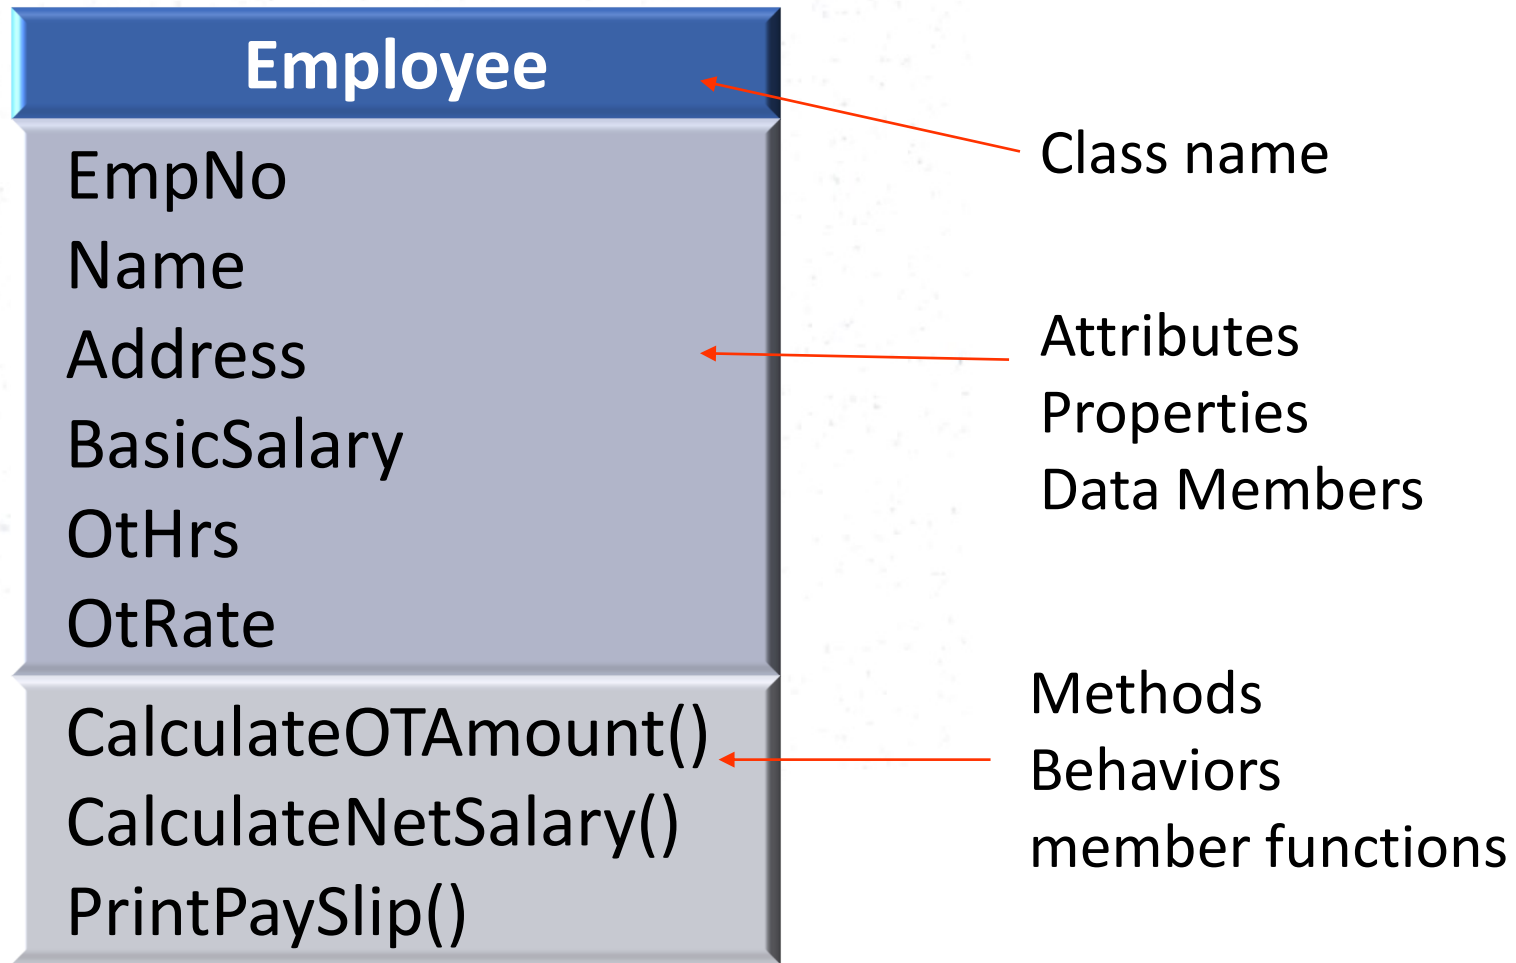 Employee
EmpNo
Name
Address
BasicSalary
OtHrs
OtRate
CalculateOTAmount()
CalculateNetSalary()
PrintPaySlip()
Class name
Attributes
Properties
Data Members
Methods
Behaviors
member functions